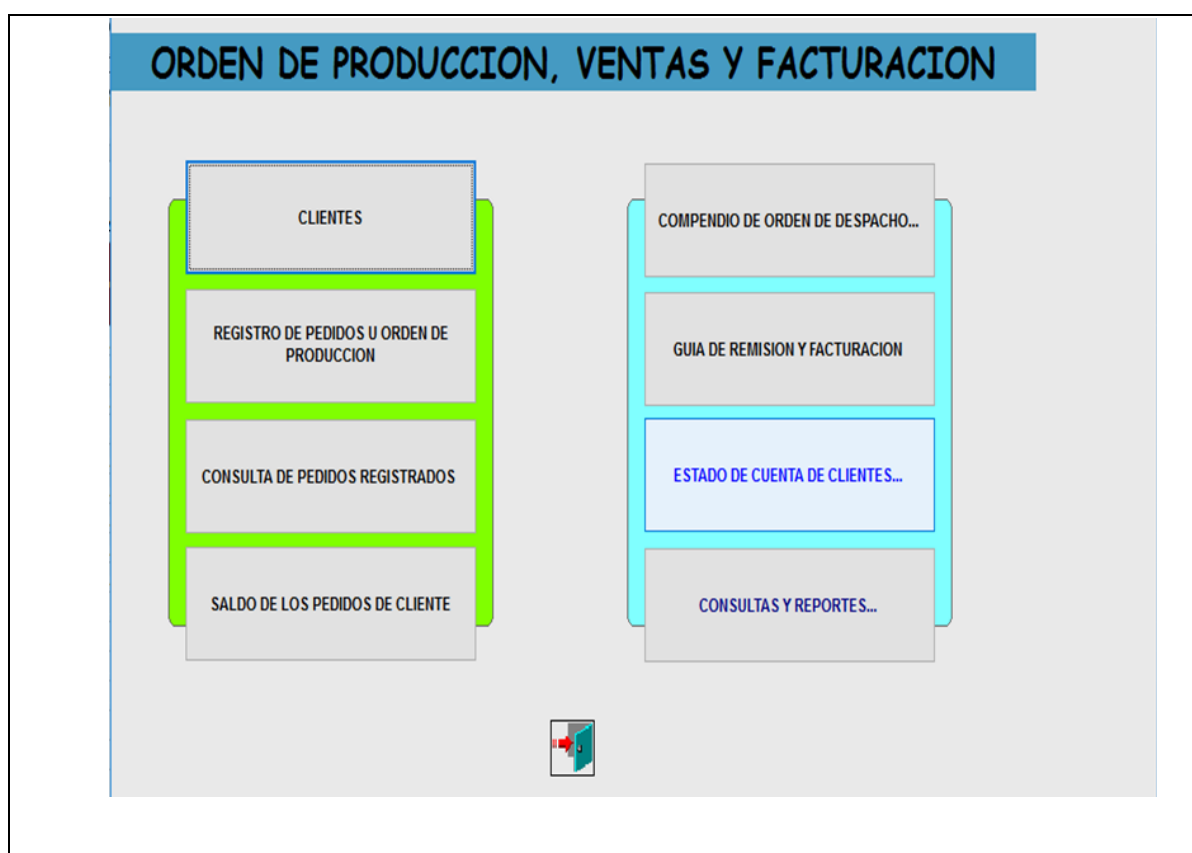 ORDEN DE PRODUCCION, VENTAS Y FACTURACION
CLIENTES
REGISTRO DE PEDIDOS U ORDEN DE
PRODUCCION
CONSULTA DE PEDIDOS REGISTRADOS
SALDO DE LOS PEDIDOS DE CLIENTE
COMPENDIO DE ORDEN DE DESPACHO...
GUIA DE REMISION Y FACTURACION
ESTADO DE CUENTA DE CLIENTES...
CONSULTAS Y REPORTES...